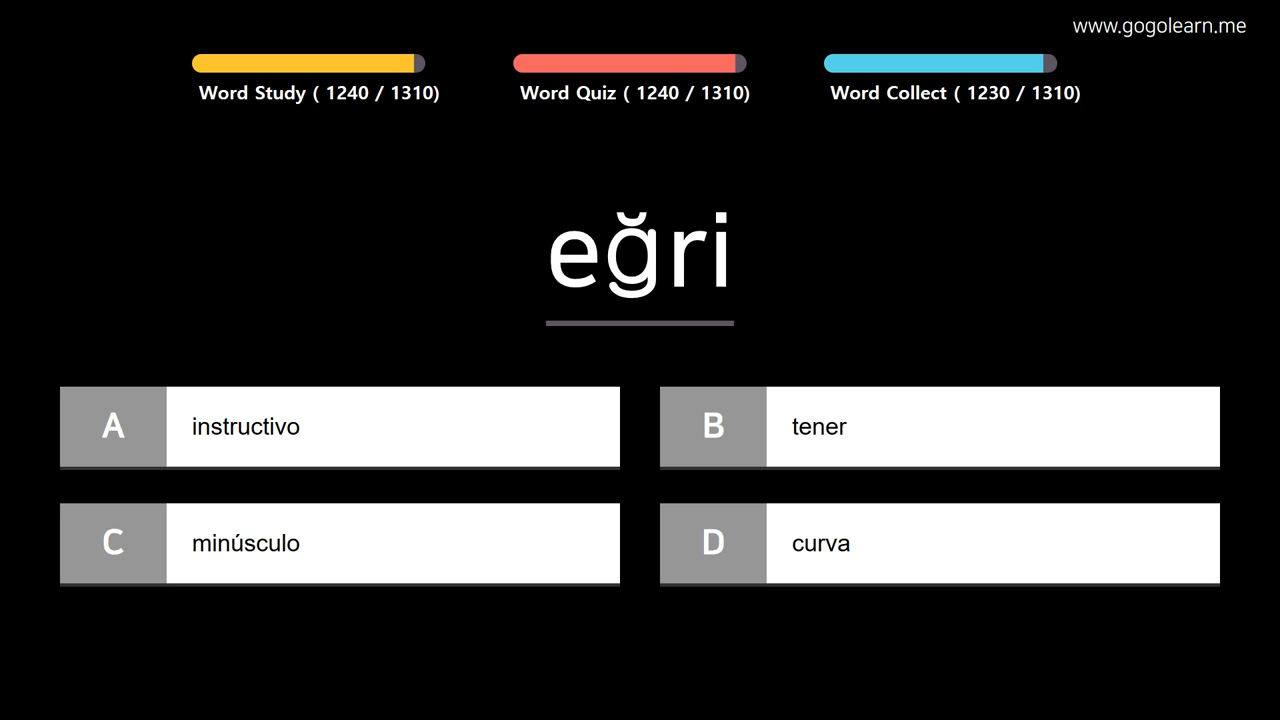 www.gogolearn.me
Word Study ( 1240 / 1310)
Word Quiz ( 1240 / 1310)
Word Collect ( 1230 / 1310)
eğri
A instructivo
B tener
C minúsculo
D curva